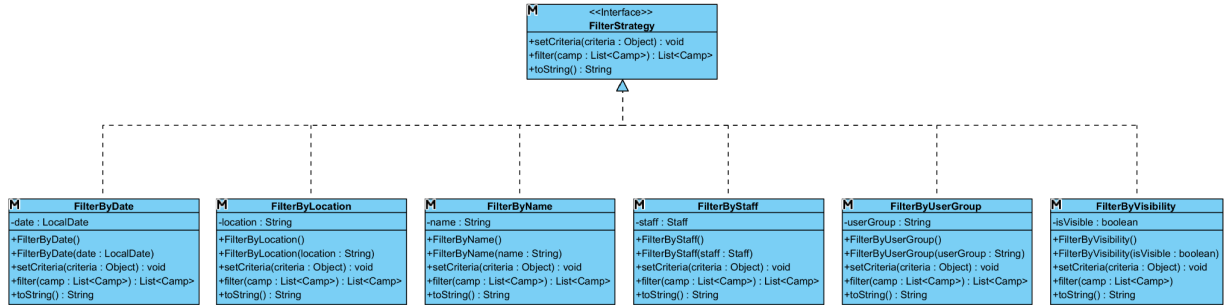 M
<<Interface>>
FilterStrategy
+setCriteria(criteria : Object) : void
+filter(camp : List<Camp>) : List<Camp>
+toString() : String
M
FilterByDate
-date : LocalDate
+FilterByDate()
+FilterByDate(date : LocalDate)
+setCriteria(criteria : Object) : void
+filter(camp : List<Camp>) : List<Camp>
+toString() : String
M
FilterByLocation
-location : String
+FilterByLocation()
+FilterByLocation(location : String)
+setCriteria(criteria : Object) : void
+filter(camp : List<Camp>) : List<Camp>
+toString() : String
M
FilterByName
-name : String
+FilterByName()
+FilterByName(name : String)
+setCriteria(criteria : Object) : void
+filter(camp : List<Camp>) : List<Camp>
+toString() : String
M
FilterByStaff
-staff : Staff
+FilterByStaff()
+FilterByStaff(staff : Staff)
+setCriteria(criteria : Object) : void
+filter(camp : List<Camp>) : List<Camp>
+toString() : String
M
FilterByUserGroup
-userGroup : String
+FilterByUserGroup()
+FilterByUserGroup(userGroup : String)
+setCriteria(criteria : Object) : void
+filter(camp : List<Camp>) : List<Camp>
+toString() : String
M
FilterByVisibility
-isVisible : boolean
+FilterByVisibility()
+FilterByVisibility(isVisible : boolean)
+setCriteria(criteria : Object) : void
+filter(camp : List<Camp>)
+toString() : String